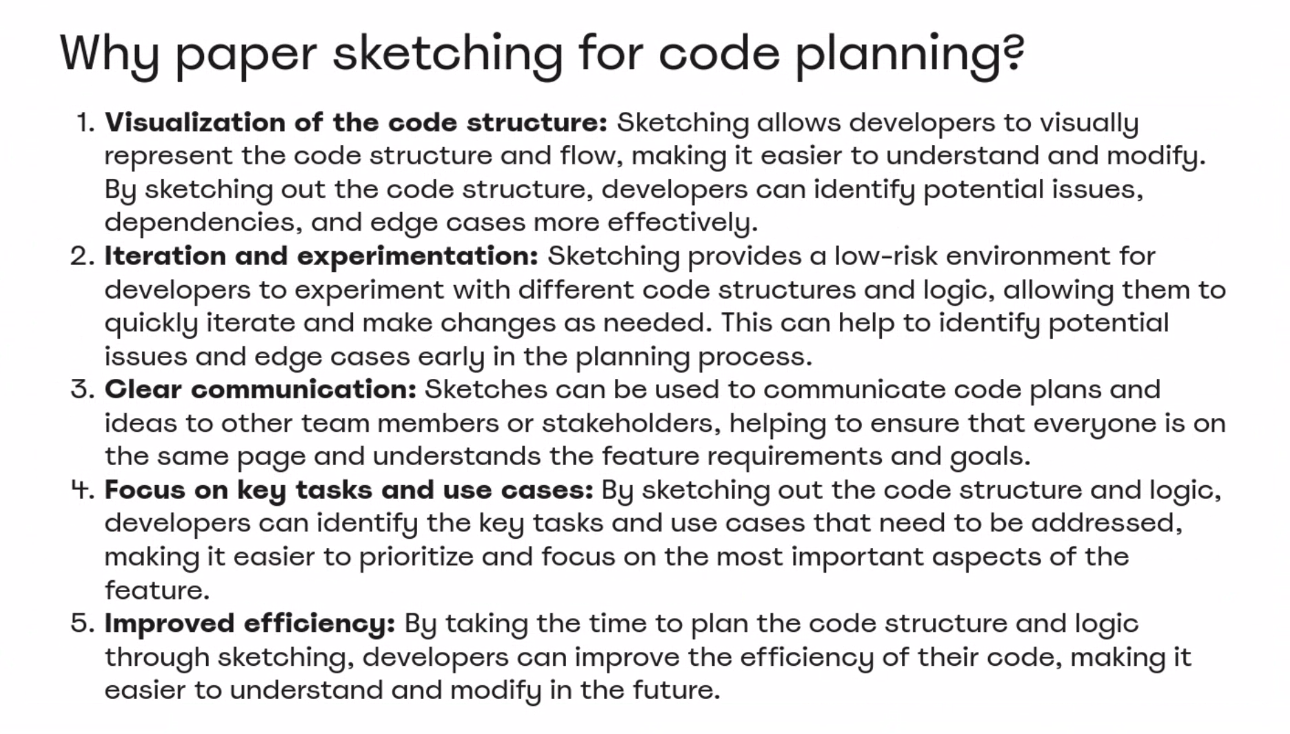 Why paper sketching for code planning?
1. Visualization of the code structure: Sketching allows developers to visually
represent the code structure and flow, making it easier to understand and modify.
By sketching out the code structure, developers can identify potential issues,
dependencies, and edge cases more effectively.
2. Iteration and experimentation: Sketching provides a low-risk environment for
developers to experiment with different code structures and logic, allowing them to
quickly iterate and make changes as needed. This can help to identify potential
issues and edge cases early in the planning process.
3. Clear communication: Sketches can be used to communicate code plans and
ideas to other team members or stakeholders, helping to ensure that everyone is on
the same page and understands the feature requirements and goals.
4. Focus on key tasks and use cases: By sketching out the code structure and logic,
developers can identify the key tasks and use cases that need to be addressed,
making it easier to prioritize and focus on the most important aspects of the
feature.
5. Improved efficiency: By taking the time to plan the code structure and logic
through sketching, developers can improve the efficiency of their code, making it
easier to understand and modify in the future.